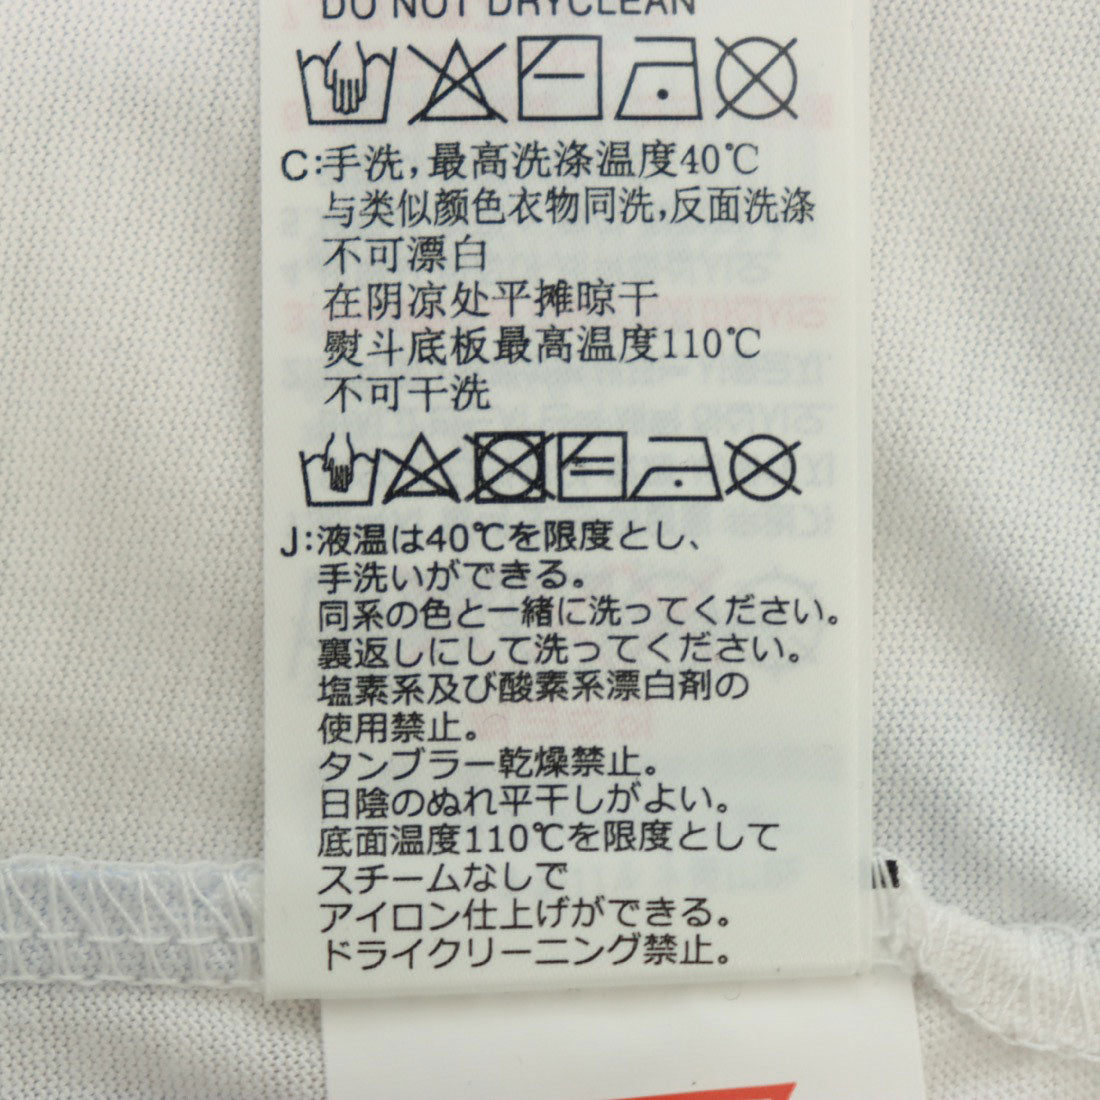 DO NOT DRYCLEAN
C:手洗,最高洗涤温度40℃
与类似颜色衣物同洗,反面洗涤
不可漂白
在阴凉处平摊晾干
熨斗底板最高温度110℃
不可干洗
J:液温は40℃を限度とし、
手洗いができる。
同系の色と一緒に洗ってください。
裏返しにして洗ってください。
塩素系及び酸素系漂白剤の
使用禁止。
タンブラー乾燥禁止。
日陰のぬれ平干しがよい。
底面温度110℃を限度として
スチームなしで
アイロン仕上げができる。
ドライクリーニング禁止。